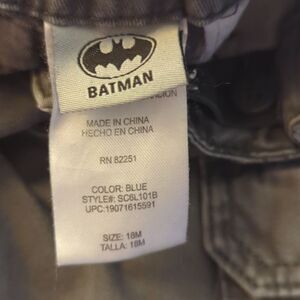 BATMAN
MADE IN CHINA
HECHO EN CHINA
RN 82251
COLOR: BLUE
STYLE#: SC6L101B
UPC:19071615591
SIZE: 18M
TALLA: 18M